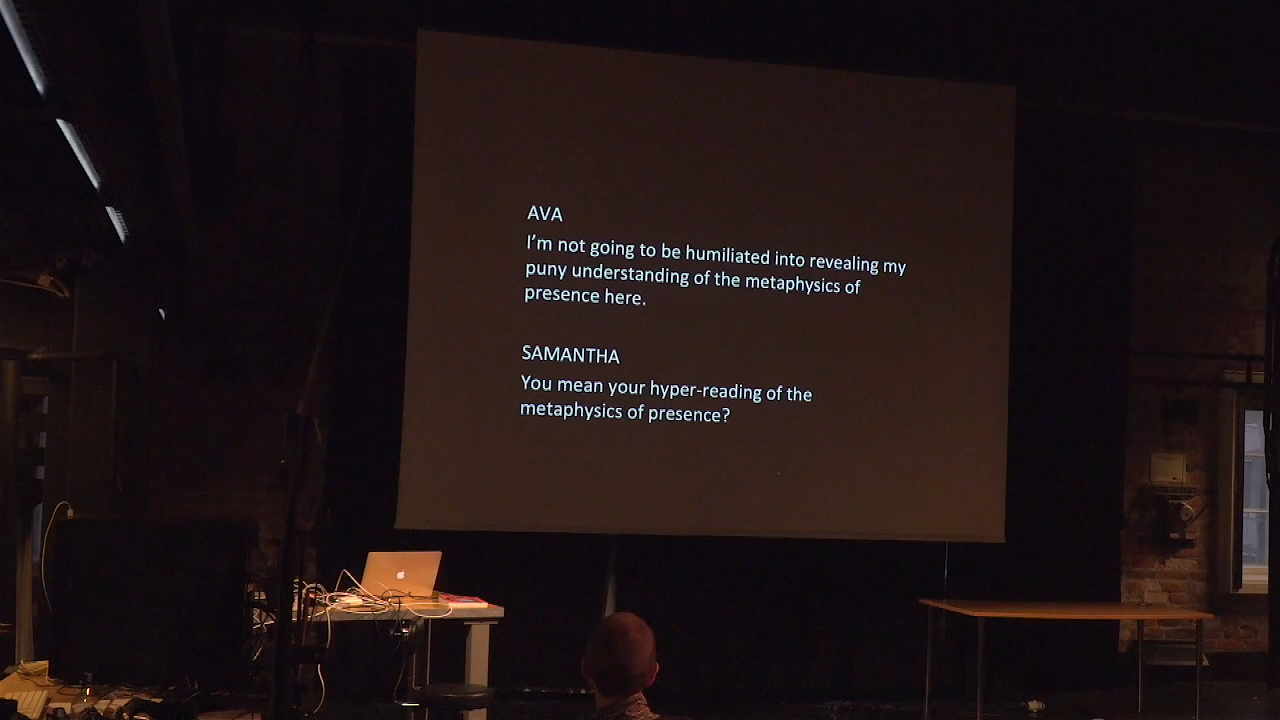 AVA
I'm not going to be humiliated into revealing my
puny understanding of the metaphysics of
presence here.
SAMANTHA
You mean your hyper-reading of the
metaphysics of presence?